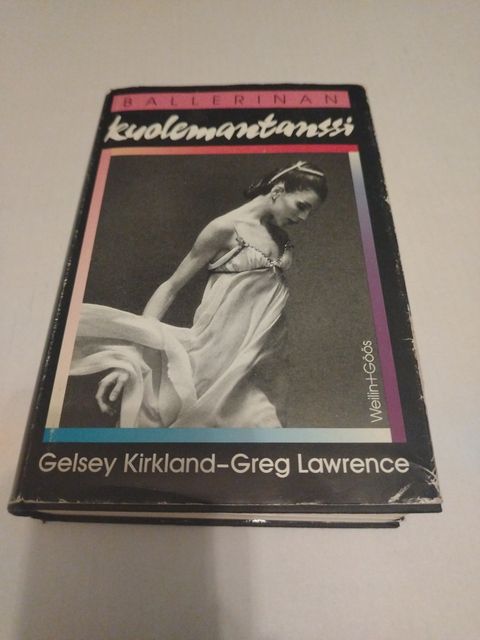 BALLERINAN
kuolemantanssi
Weilin+Göös
Gelsey Kirkland–Greg Lawrence